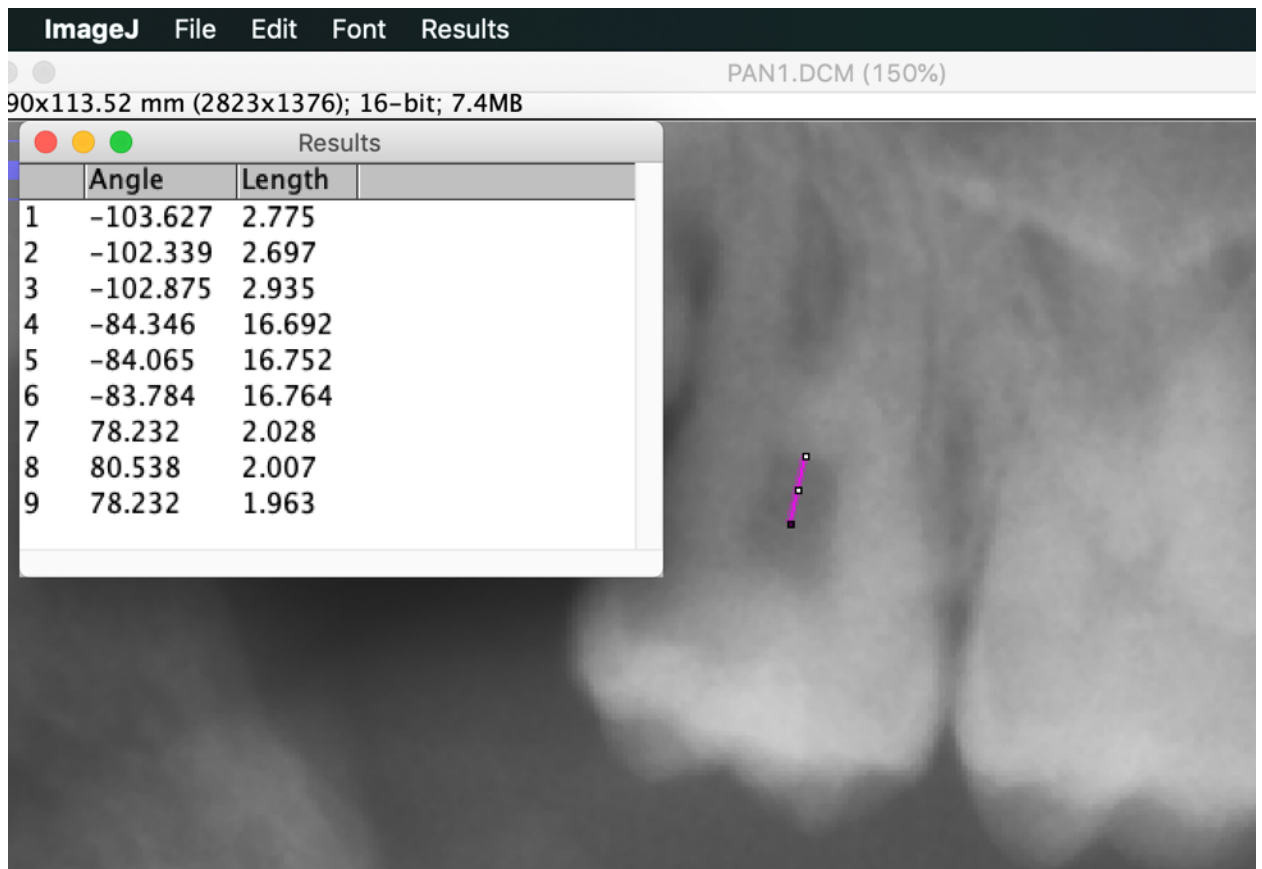 ImageJ File Edit Font Results
PAN1.DCM (150%)
90x113.52 mm (2823x1376); 16-bit; 7.4MB
Results
Angle Length
1 -103.627 2.775
2 -102.339 2.697
3 -102.875 2.935
4 -84.346 16.692
5 -84.065 16.752
6 -83.784 16.764
7 78.232 2.028
8 80.538 2.007
9 78.232 1.963